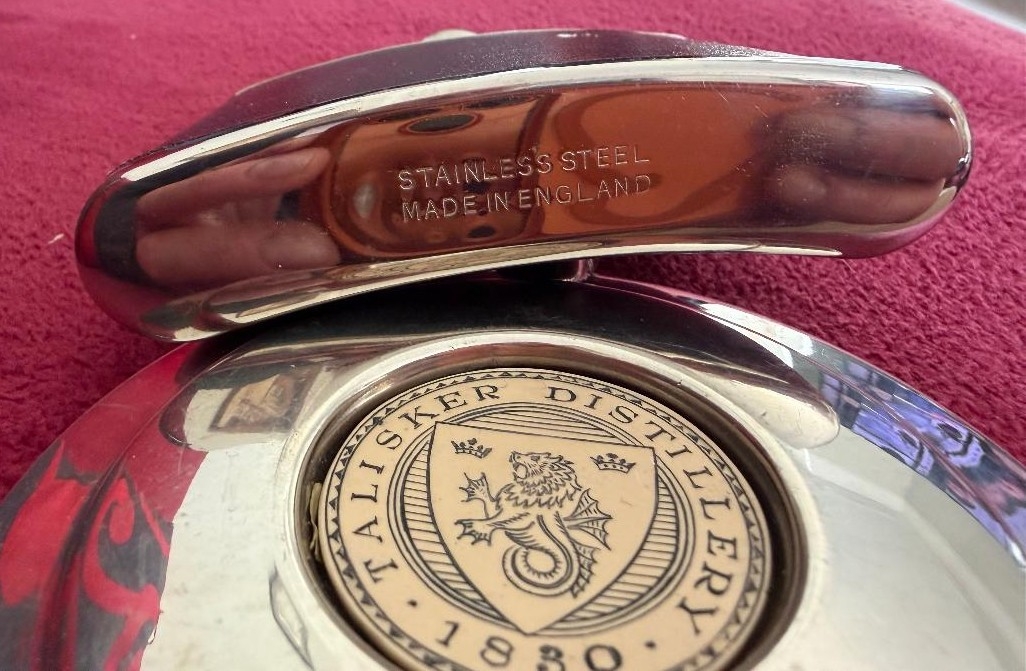 STAINLESS STEEL
MADE IN ENGLAND
TALISKER DISTILLERY
· 1830 ·